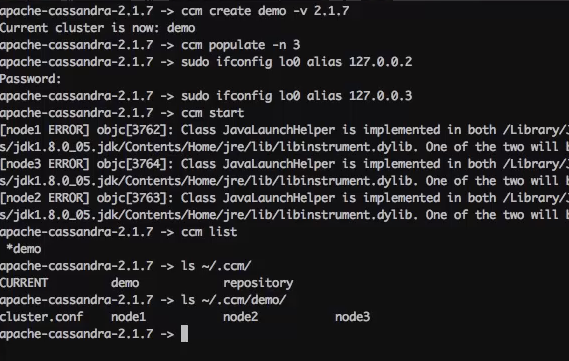 apache-cassandra-2.1.7 -> ccm create demo -v 2.1.7
Current cluster is now: demo
apache-cassandra-2.1.7 -> ccm populate -n 3
apache-cassandra-2.1.7 -> sudo ifconfig lo0 alias 127.0.0.2
Password:
apache-cassandra-2.1.7 -> sudo ifconfig lo0 alias 127.0.0.3
apache-cassandra-2.1.7 -> ccm start
[node1 ERROR] objc[3762]: Class JavaLaunchHelper is implemented in both /Library/J
s/jdk1.8.0_05.jdk/Contents/Home/jre/lib/libinstrument.dylib. One of the two will b
[node3 ERROR] objc[3764]: Class JavaLaunchHelper is implemented in both /Library/J
s/jdk1.8.0_05.jdk/Contents/Home/jre/lib/libinstrument.dylib. One of the two will b
[node2 ERROR] objc[3763]: Class JavaLaunchHelper is implemented in both /Library/J
s/jdk1.8.0_05.jdk/Contents/Home/jre/lib/libinstrument.dylib. One of the two will b
apache-cassandra-2.1.7 -> ccm list
*demo
apache-cassandra-2.1.7 -> ls ~/.ccm/
CURRENT demo repository
apache-cassandra-2.1.7 -> ls ~/.ccm/demo/
cluster.conf node1 node2 node3
apache-cassandra-2.1.7 ->